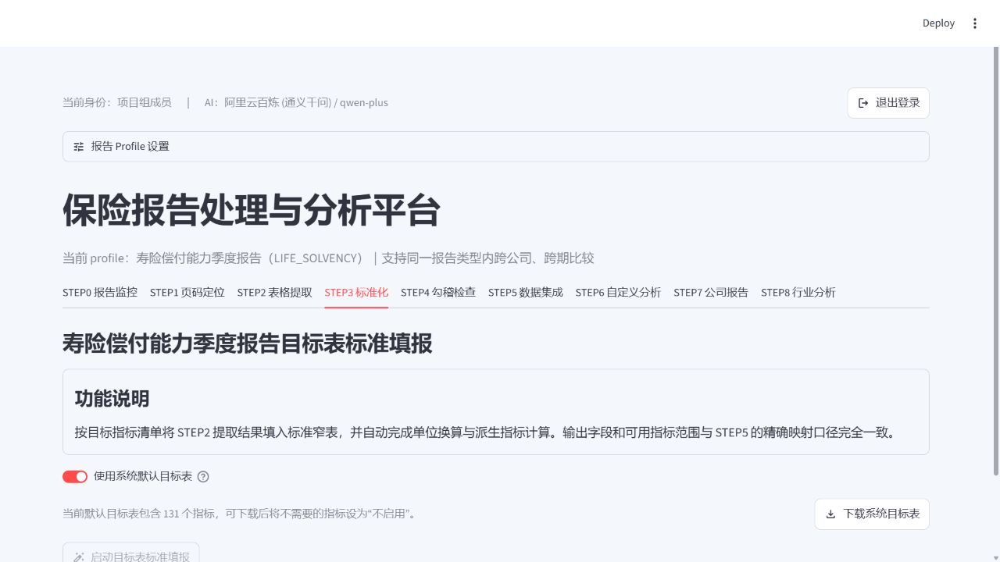 Deploy
当前身份：项目组成员 | AI：阿里云百炼 (通义千问) / qwen-plus
退出登录
报告 Profile 设置
保险报告处理与分析平台
当前 profile：寿险偿付能力季度报告（LIFE_SOLVENCY）｜支持同一报告类型内跨公司、跨期比较
STEP0 报告监控 STEP1 页码定位 STEP2 表格提取 STEP3 标准化 STEP4 勾稽检查 STEP5 数据集成 STEP6 自定义分析 STEP7 公司报告 STEP8 行业分析
寿险偿付能力季度报告目标表标准填报
功能说明
按目标指标清单将 STEP2 提取结果填入标准窄表，并自动完成单位换算与派生指标计算。输出字段和可用指标范围与 STEP5 的精确映射口径完全一致。
使用系统默认目标表
当前默认目标表包含 131 个指标，可下载后将不需要的指标设为“不启用”。
下载系统目标表
启动目标表标准填报